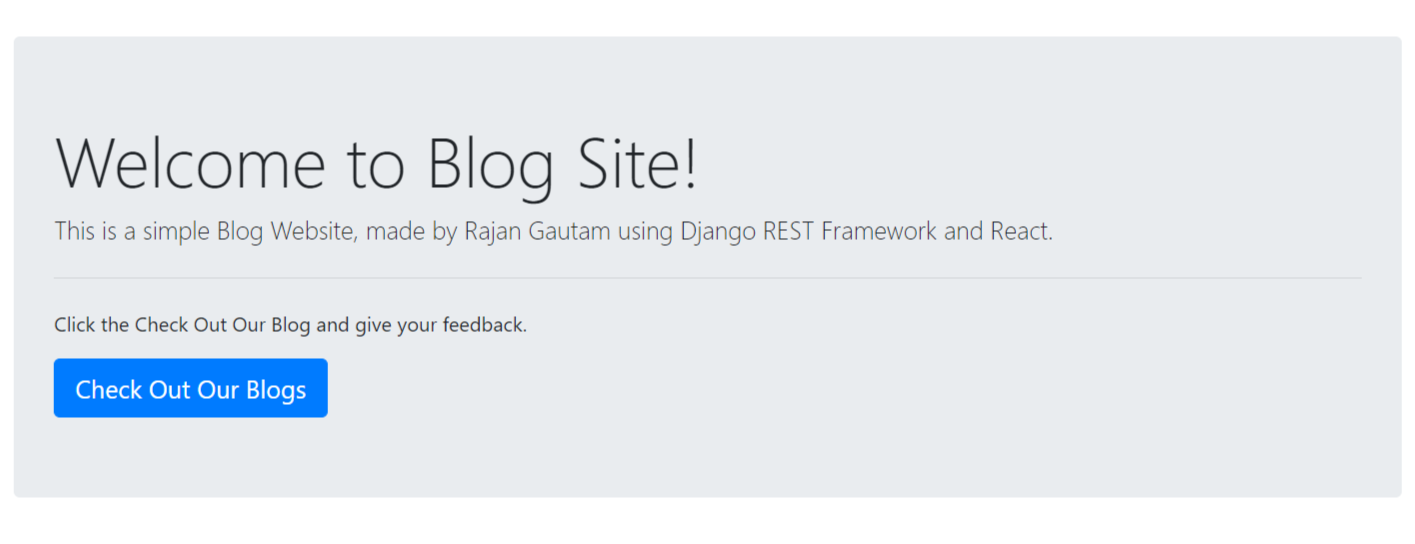 Welcome to Blog Site!
This is a simple Blog Website, made by Rajan Gautam using Django REST Framework and React.
Click the Check Out Our Blog and give your feedback.
Check Out Our Blogs